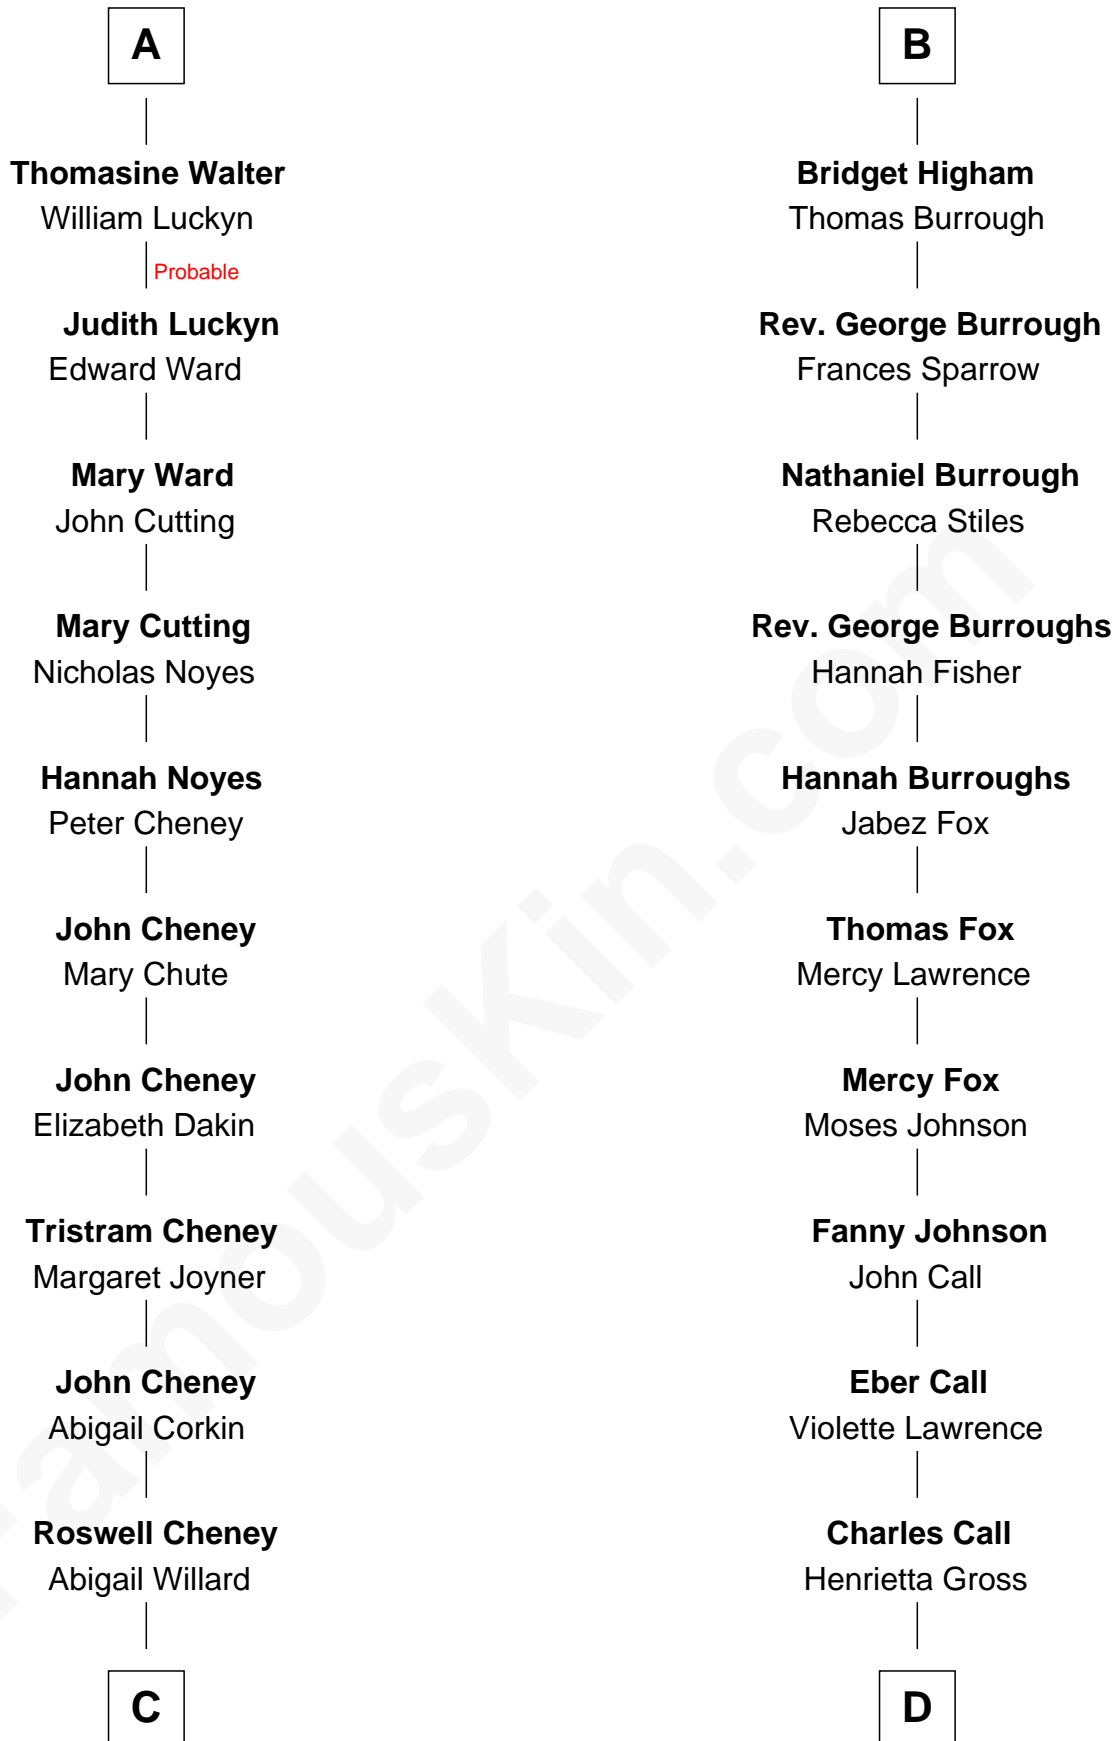 A
Thomasine Walter
William Luckyn
Probable
Judith Luckyn
Edward Ward
Mary Ward
John Cutting
Mary Cutting
Nicholas Noyes
Hannah Noyes
Peter Cheney
John Cheney
Mary Chute
John Cheney
Elizabeth Dakin
Tristram Cheney
Margaret Joyner
John Cheney
Abigail Corkin
Roswell Cheney
Abigail Willard
C
B
Bridget Higham
Thomas Burrough
Rev. George Burrough
Frances Sparrow
Nathaniel Burrough
Rebecca Stiles
Rev. George Burroughs
Hannah Fisher
Hannah Burroughs
Jabez Fox
Thomas Fox
Mercy Lawrence
Mercy Fox
Moses Johnson
Fanny Johnson
John Call
Eber Call
Violette Lawrence
Charles Call
Henrietta Gross
D
FamousKin.com